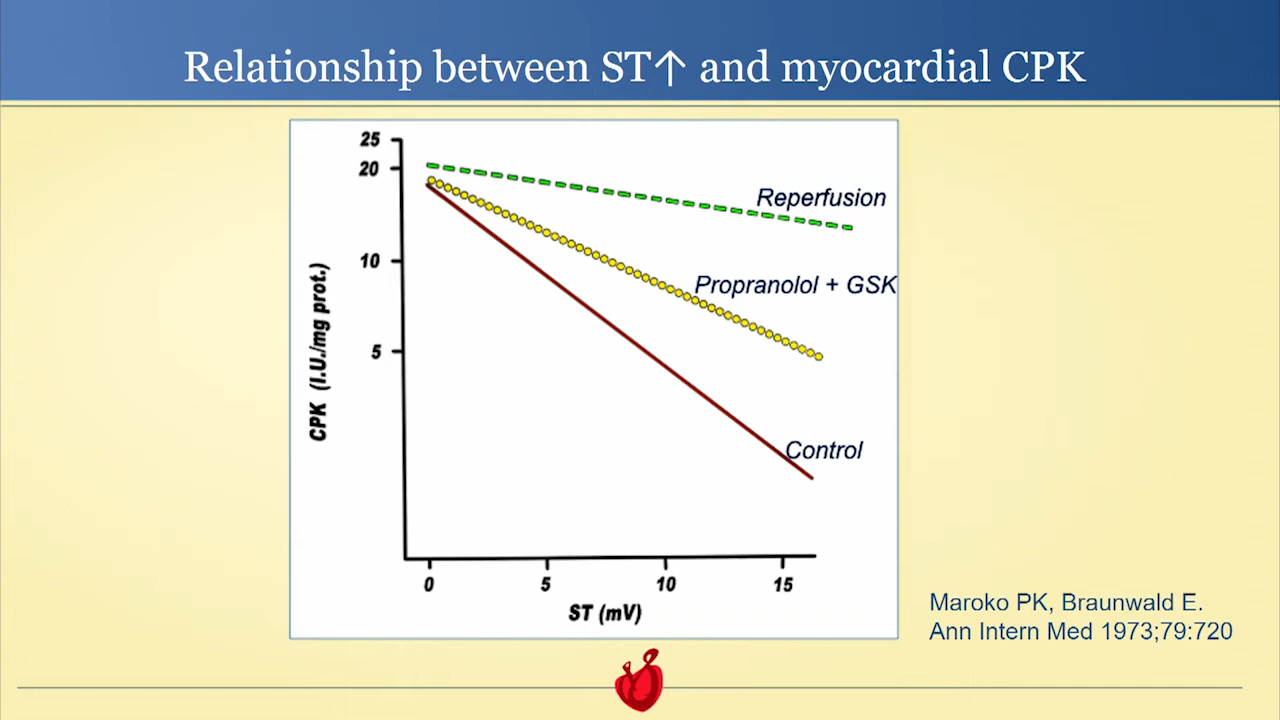 Relationship between ST↑ and myocardial CPK
25
20
10
5
CPK (I.U./mg prot.)
Reperfusion
Propranolol + GSK
Control
0 5 10 15
ST (mV)
Maroko PK, Braunwald E.
Ann Intern Med 1973;79:720